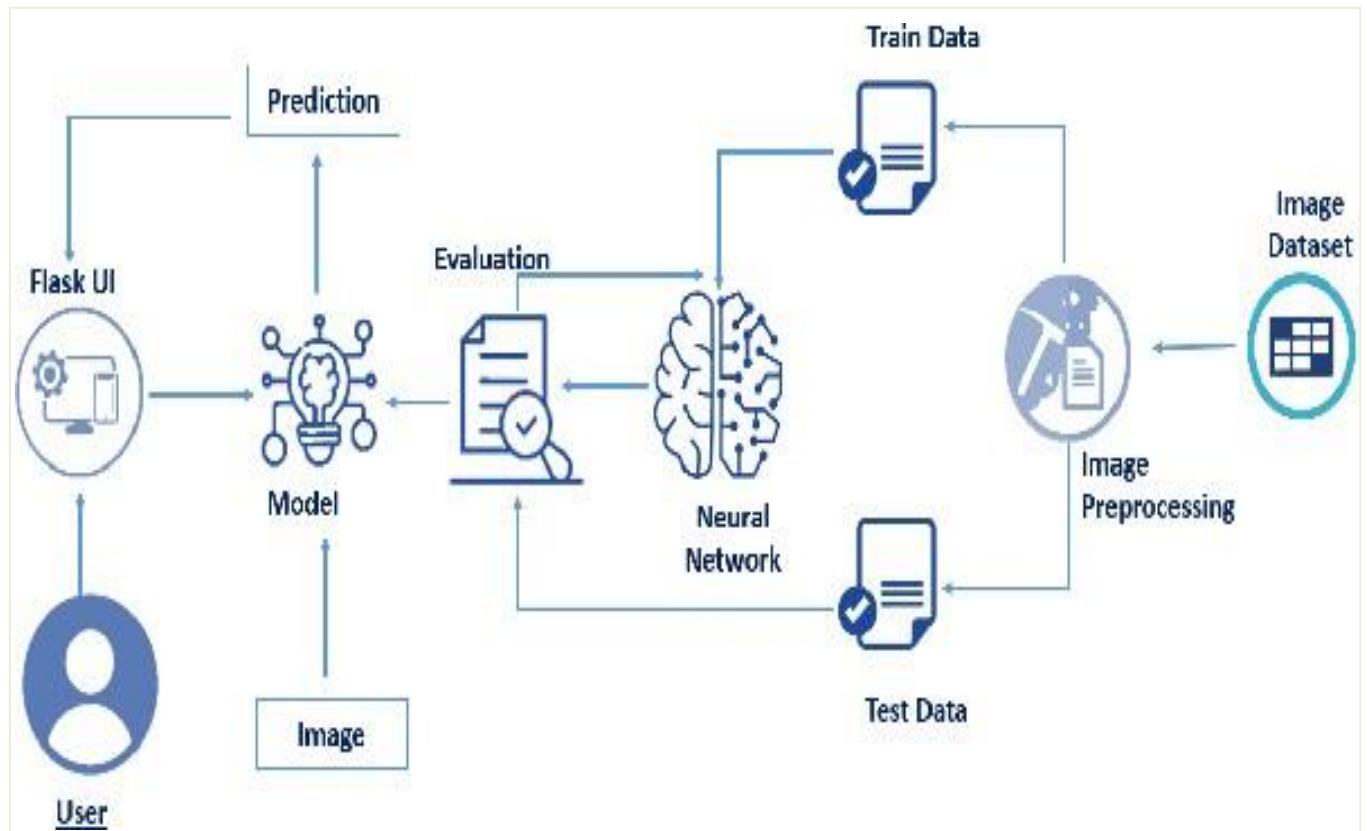 Train Data
Prediction
Image
Dataset
Evaluation
Flask UI
Image
Preprocessing
Model
Neural
Network
Test Data
Image
User